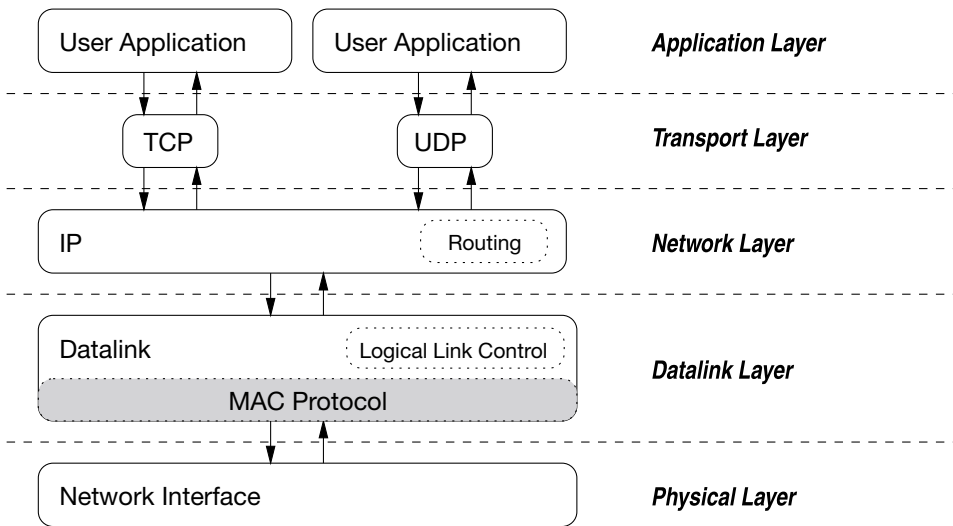 User Application
User Application
Application Layer
TCP
UDP
Transport Layer
IP
Routing
Network Layer
Datalink
Logical Link Control
Datalink Layer
MAC Protocol
Network Interface
Physical Layer